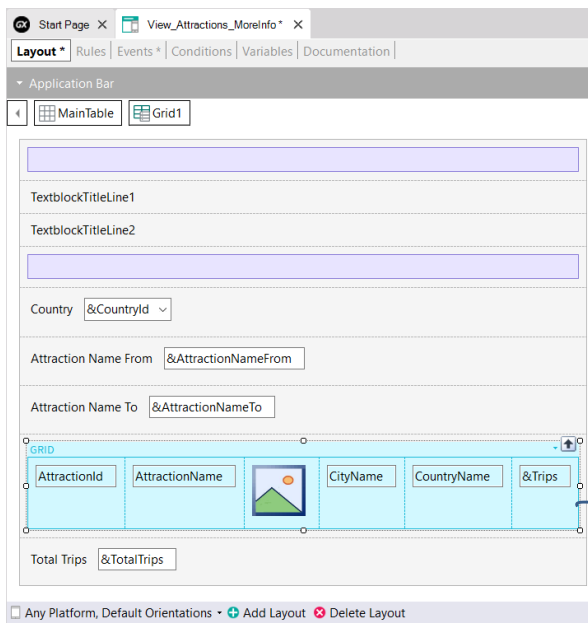 GX Start Page X View_Attractions_MoreInfo* X
Layout * Rules Events * Conditions Variables Documentation
Application Bar
MainTable Grid1
TextblockTitleLine1
TextblockTitleLine2
Country &CountryId
Attraction Name From &AttractionNameFrom
Attraction Name To &AttractionNameTo
GRID
AttractionId AttractionName CityName CountryName &Trips
Total Trips &TotalTrips
Any Platform, Default Orientations Add Layout Delete Layout